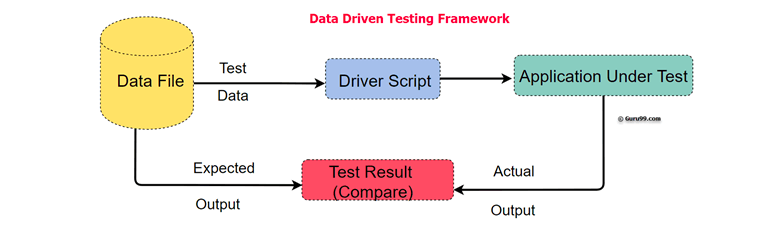 Data Driven Testing Framework
Test
Data File
Driver Script
Application Under Test
Data
© Guru99.com
Expected
Test Result
(Compare)
Actual
Output
Output